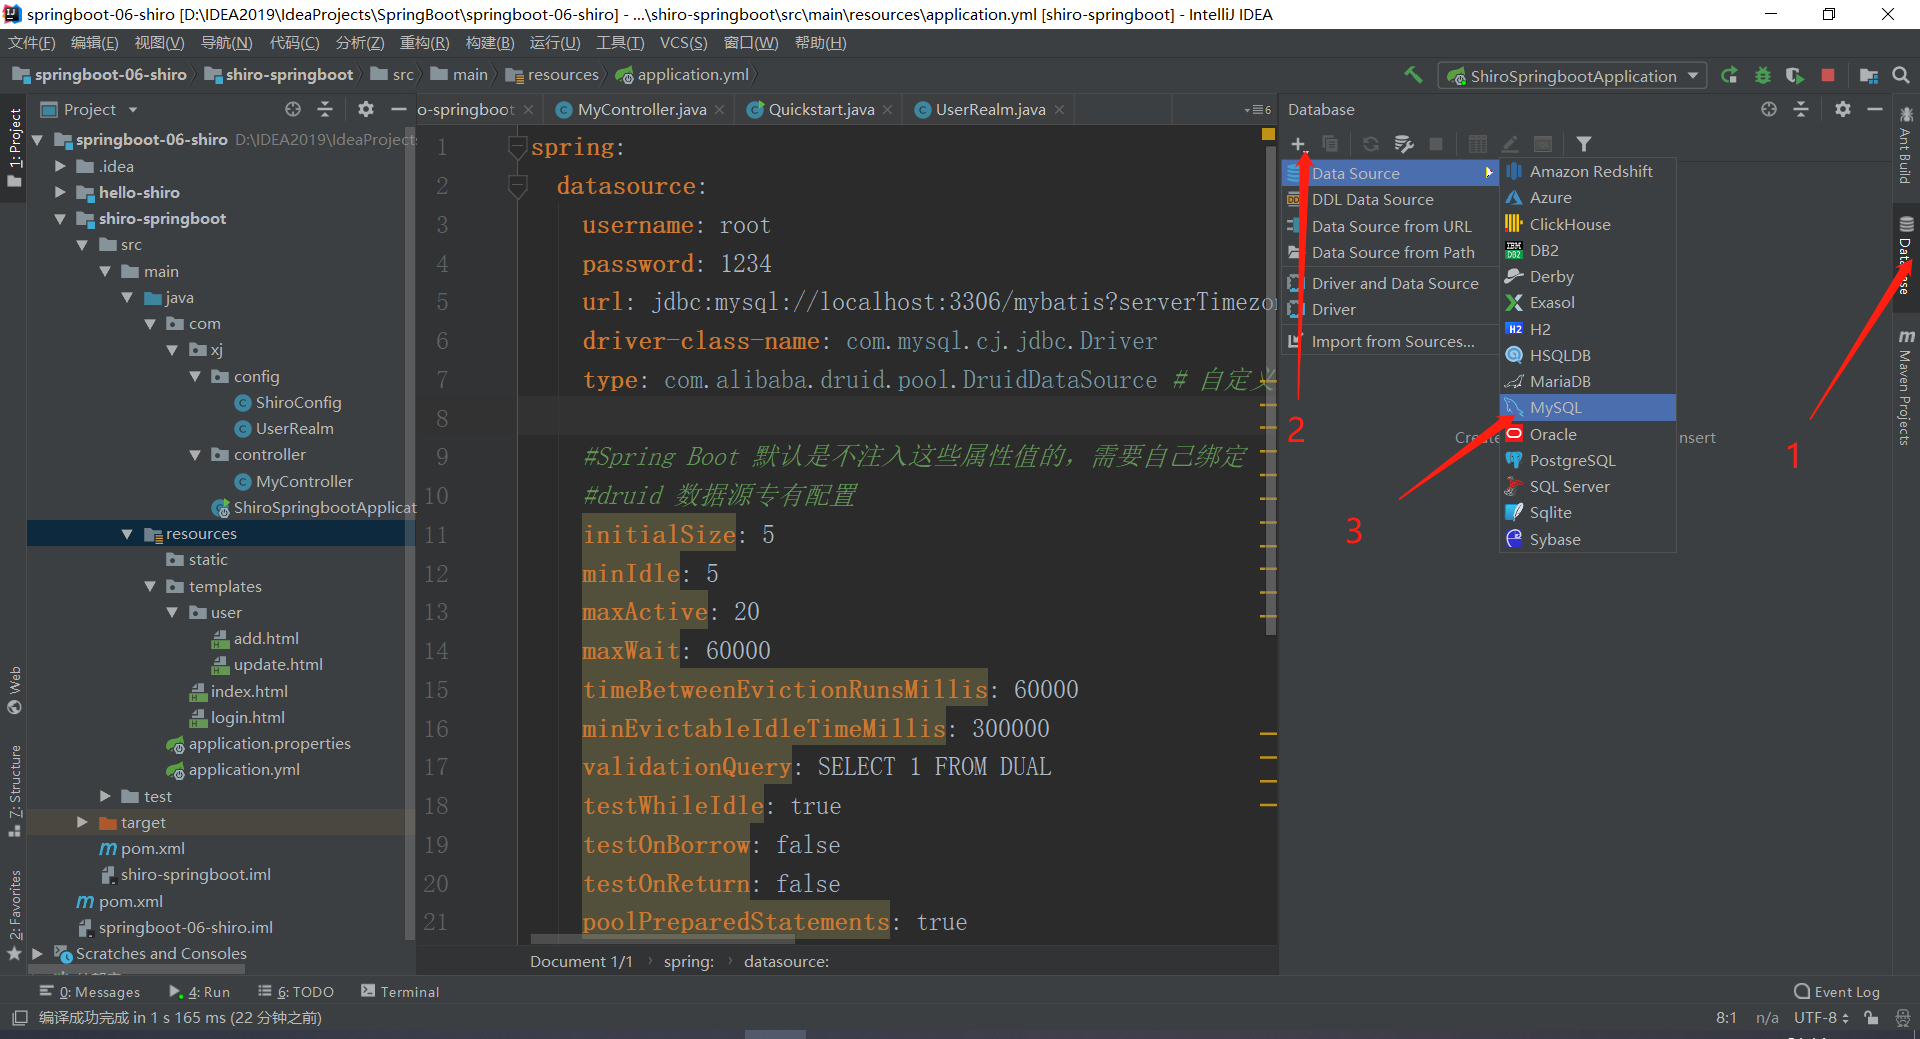 springboot-06-shiro [D:\IDEA2019\IdeaProjects\SpringBoot\springboot-06-shiro] - ...\shiro-springboot\src\main\resources\application.yml [shiro-springboot] - IntelliJ IDEA
文件(F) 编辑(E) 视图(V) 导航(N) 代码(C) 分析(Z) 重构(R) 构建(B) 运行(U) 工具(T) VCS(S) 窗口(W) 帮助(H)
springboot-06-shiro shiro-springboot src main resources application.yml
ShiroSpringbootApplication
1: Project
Web
7: Structure
2: Favorites
Project
springboot-06-shiro D:\IDEA2019\IdeaProject
.idea
hello-shiro
shiro-springboot
src
main
java
com
xj
config
ShiroConfig
UserRealm
controller
MyController
ShiroSpringbootApplicat
resources
static
templates
user
add.html
update.html
index.html
login.html
application.properties
application.yml
test
target
pom.xml
shiro-springboot.iml
pom.xml
springboot-06-shiro.iml
Scratches and Consoles
o-springboot MyController.java Quickstart.java UserRealm.java 6
1 spring:
2 datasource:
3 username: root
4 password: 1234
5 url: jdbc:mysql://localhost:3306/mybatis?serverTimezo
6 driver-class-name: com.mysql.cj.jdbc.Driver
7 type: com.alibaba.druid.pool.DruidDataSource # 自定义
8
9 #Spring Boot 默认是不注入这些属性值的，需要自己绑定
10 #druid 数据源专有配置
11 initialSize: 5
12 minIdle: 5
13 maxActive: 20
14 maxWait: 60000
15 timeBetweenEvictionRunsMillis: 60000
16 minEvictableIdleTimeMillis: 300000
17 validationQuery: SELECT 1 FROM DUAL
18 testWhileIdle: true
19 testOnBorrow: false
20 testOnReturn: false
21 poolPreparedStatements: true
Document 1/1 › spring: › datasource:
Database
Data Source
DDL Data Source
Data Source from URL
Data Source from Path
Driver and Data Source
Driver
Import from Sources...
Amazon Redshift
Azure
ClickHouse
DB2
Derby
Exasol
H2
HSQLDB
MariaDB
MySQL
Oracle
PostgreSQL
SQL Server
Sqlite
Sybase
Create
nsert
1
2
3
Ant Build
Database
Maven Projects
0: Messages 4: Run 6: TODO Terminal Event Log
编译成功完成 in 1 s 165 ms (22 分钟之前) 8:1 n/a UTF-8